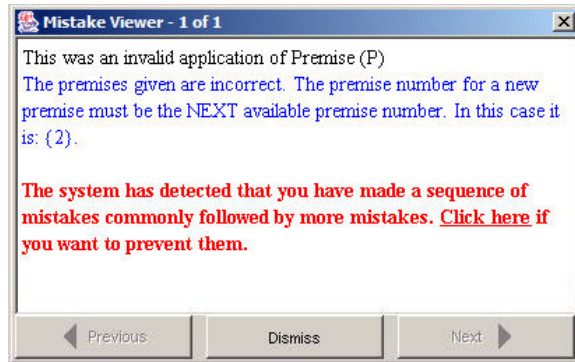 Mistake Viewer - 1 of 1
This was an invalid application of Premise (P)
The premises given are incorrect. The premise number for a new
premise must be the NEXT available premise number. In this case it
is: {2}.
The system has detected that you have made a sequence of
mistakes commonly followed by more mistakes. Click here if
you want to prevent them.
Previous Dismiss Next